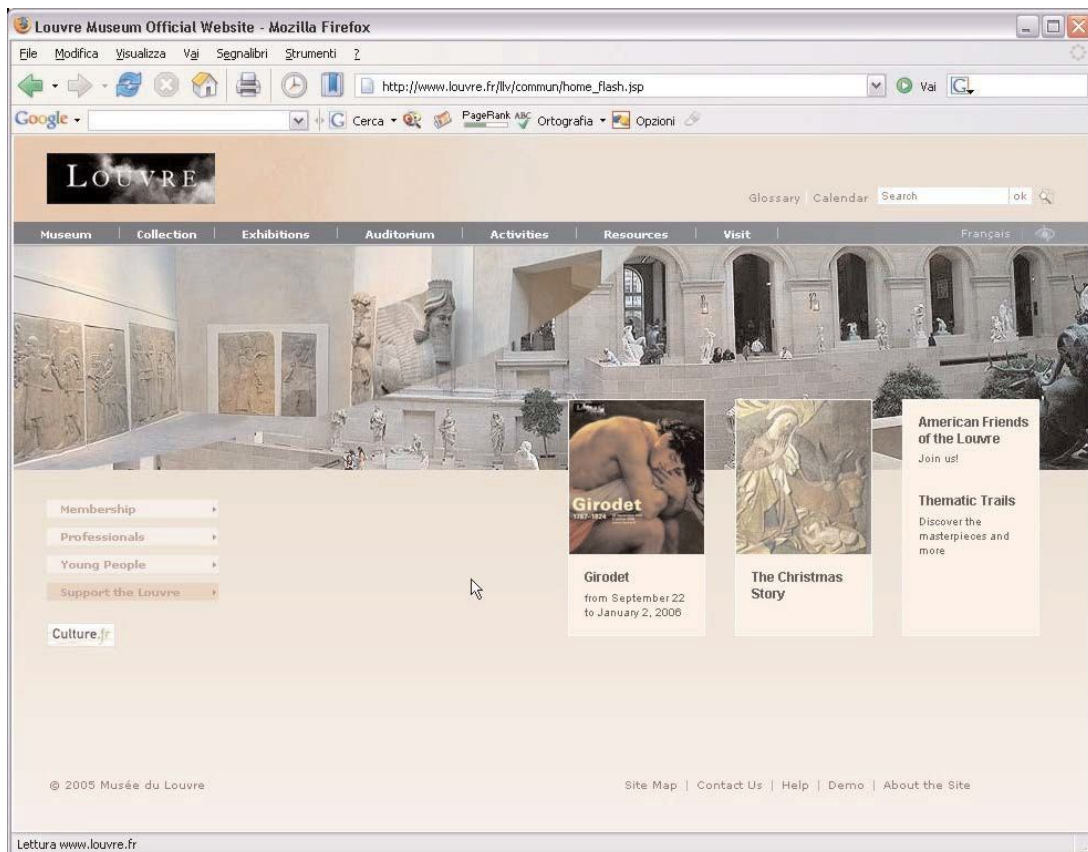 Louvre Museum Official Website - Mozilla Firefox
File Modifica Visualizza Vai Segnalibri Strumenti ?
http://www.louvre.fr/llv/commun/home_flash.jsp Vai G
Google G Cerca PageRank ABC Ortografia Opzioni
LOUVRE
Glossary Calendar Search ok
Museum Collection Exhibitions Auditorium Activities Resources Visit Français
Girodet
1767-1824
Girodet
from September 22
to January 2, 2006
The Christmas
Story
American Friends
of the Louvre
Join us!
Thematic Trails
Discover the
masterpieces and
more
Membership
Professionals
Young People
Support the Louvre
Culture.fr
© 2005 Musée du Louvre
Site Map | Contact Us | Help | Demo | About the Site
Lettura www.louvre.fr